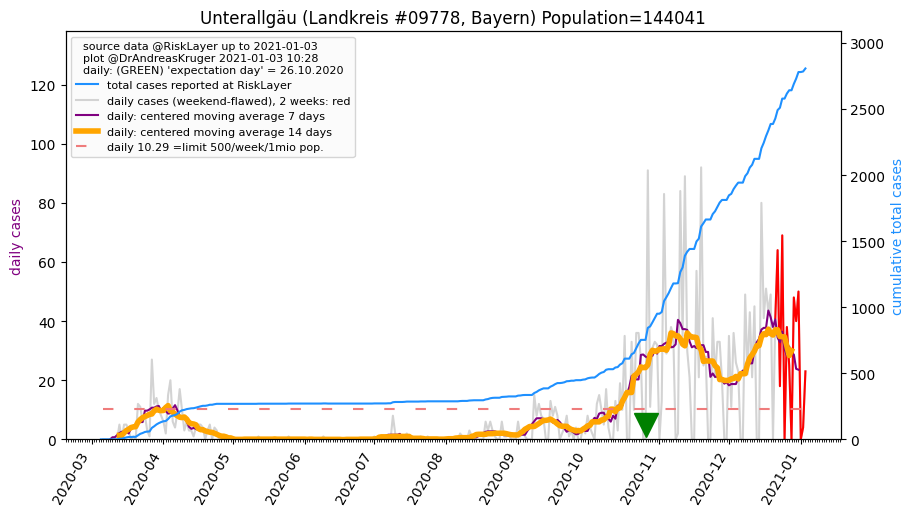 Unterallgäu (Landkreis #09778, Bayern) Population=144041
source data @RiskLayer up to 2021-01-03
plot @DrAndreasKruger 2021-01-03 10:28
daily: (GREEN) 'expectation day' = 26.10.2020
total cases reported at RiskLayer
daily cases (weekend-flawed), 2 weeks: red
daily: centered moving average 7 days
daily: centered moving average 14 days
daily 10.29 =limit 500/week/1mio pop.
daily cases
0
20
40
60
80
100
120
cumulative total cases
0
500
1000
1500
2000
2500
3000
2020-03
2020-04
2020-05
2020-06
2020-07
2020-08
2020-09
2020-10
2020-11
2020-12
2021-01